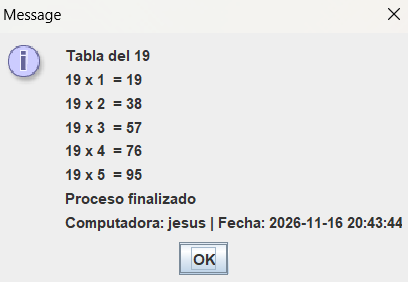 Message
Tabla del 19
19 x 1 = 19
19 x 2 = 38
19 x 3 = 57
19 x 4 = 76
19 x 5 = 95
Proceso finalizado
Computadora: jesus | Fecha: 2026-11-16 20:43:44
OK